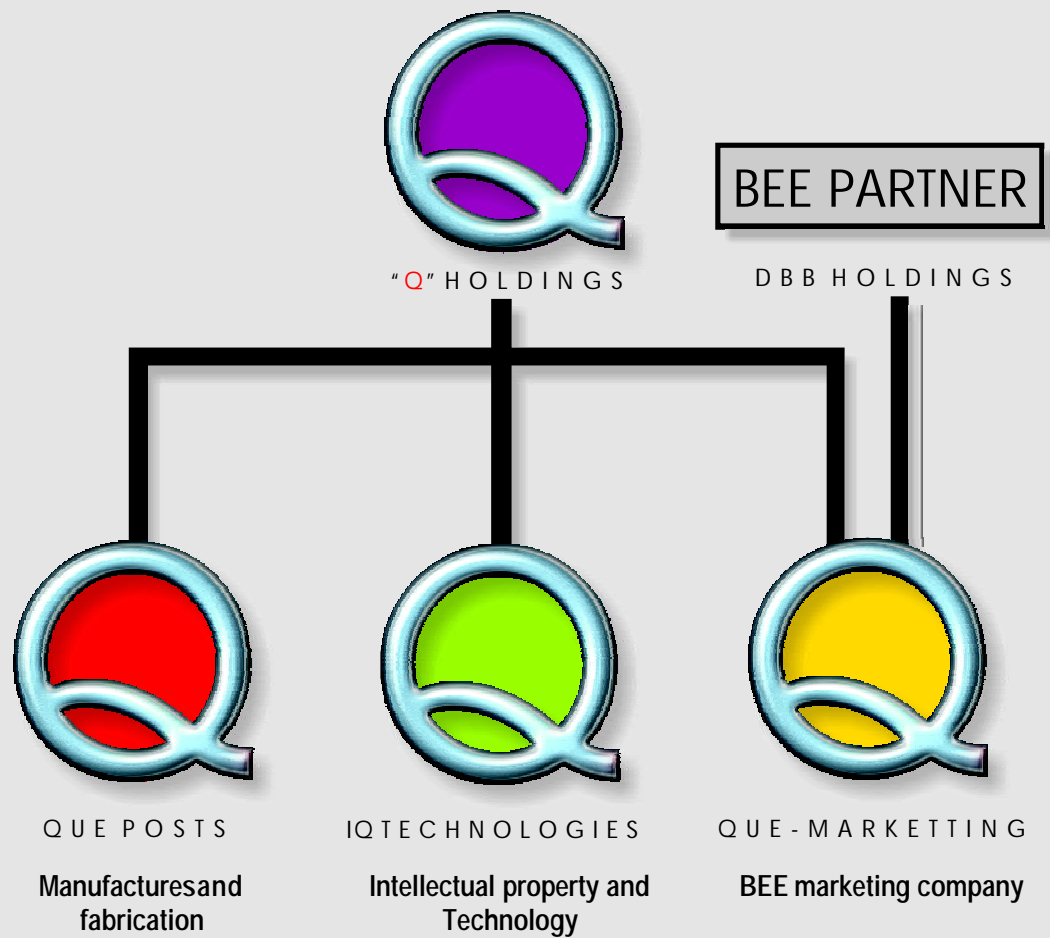 BEE PARTNER
"Q" HOLDINGS
DBB HOLDINGS
QUE POSTS
IQTECHNOLOGIES
QUE-MARKETTING
Manufacturesand
fabrication
Intellectual property and
Technology
BEE marketing company